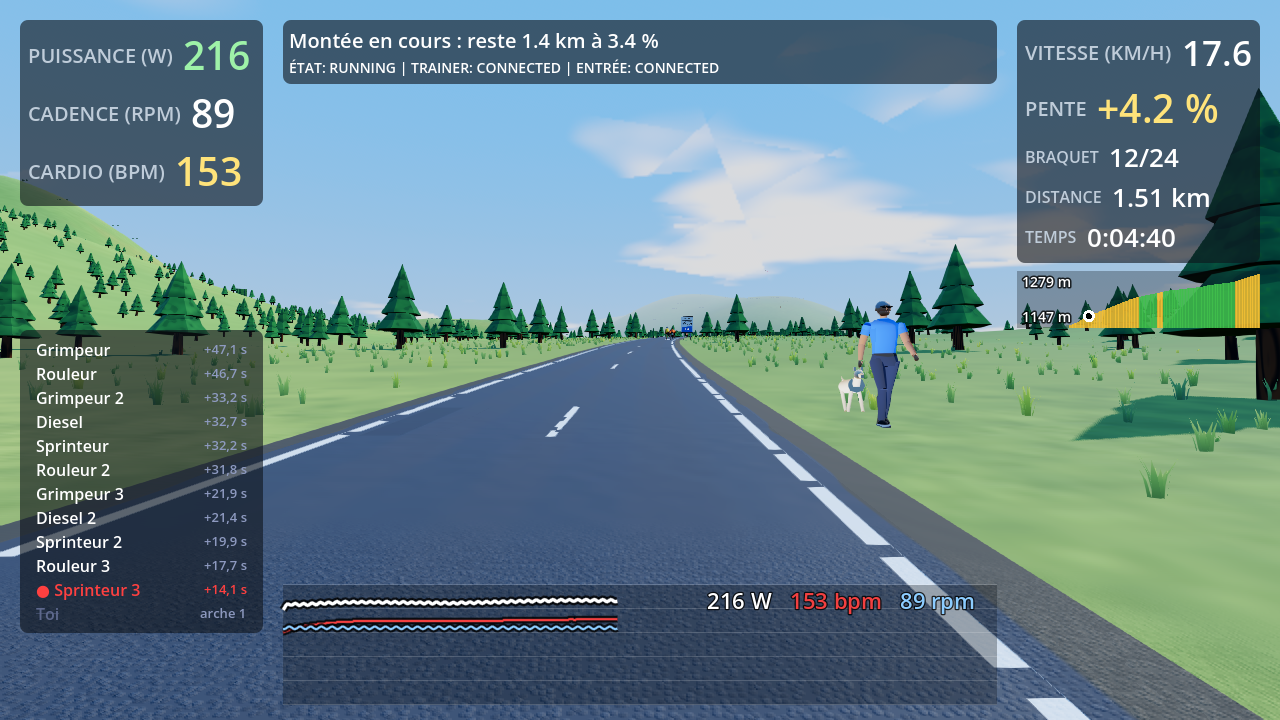 PUISSANCE (W) 216
CADENCE (RPM) 89
CARDIO (BPM) 153
Montée en cours : reste 1.4 km à 3.4 %
ÉTAT: RUNNING | TRAINER: CONNECTED | ENTRÉE: CONNECTED
VITESSE (KM/H) 17.6
PENTE +4.2 %
BRAQUET 12/24
DISTANCE 1.51 km
TEMPS 0:04:40
1279 m
1147 m
Grimpeur +47,1 s
Rouleur +46,7 s
Grimpeur 2 +33,2 s
Diesel +32,7 s
Sprinteur +32,2 s
Rouleur 2 +31,8 s
Grimpeur 3 +21,9 s
Diesel 2 +21,4 s
Sprinteur 2 +19,9 s
Rouleur 3 +17,7 s
Sprinteur 3 +14,1 s
Toi arche 1
216 W 153 bpm 89 rpm